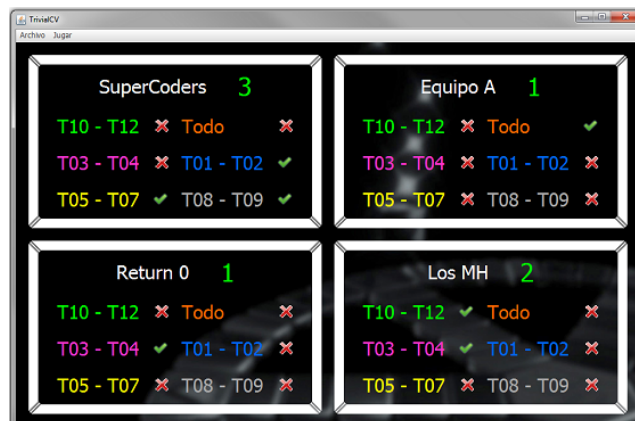 TrivialCV
Archivo Jugar
SuperCoders 3
T10 - T12 Todo
T03 - T04 T01 - T02
T05 - T07 T08 - T09
Equipo A 1
T10 - T12 Todo
T03 - T04 T01 - T02
T05 - T07 T08 - T09
Return 0 1
T10 - T12 Todo
T03 - T04 T01 - T02
T05 - T07 T08 - T09
Los MH 2
T10 - T12 Todo
T03 - T04 T01 - T02
T05 - T07 T08 - T09